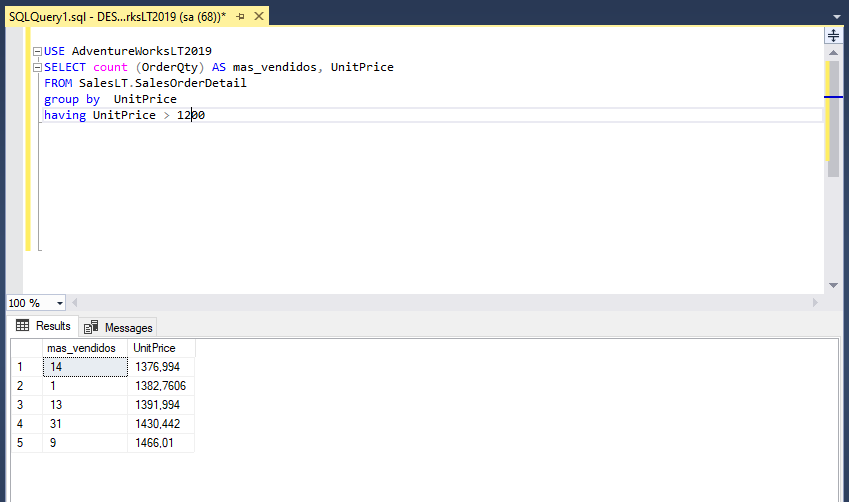 SQLQuery1.sql - DES...rksLT2019 (sa (68))*
USE AdventureWorksLT2019
SELECT count (OrderQty) AS mas_vendidos, UnitPrice
FROM SalesLT.SalesOrderDetail
group by  UnitPrice
having UnitPrice > 1200
100 %
Results Messages
mas_vendidos UnitPrice
1 14 1376,994
2 1 1382,7606
3 13 1391,994
4 31 1430,442
5 9 1466,01